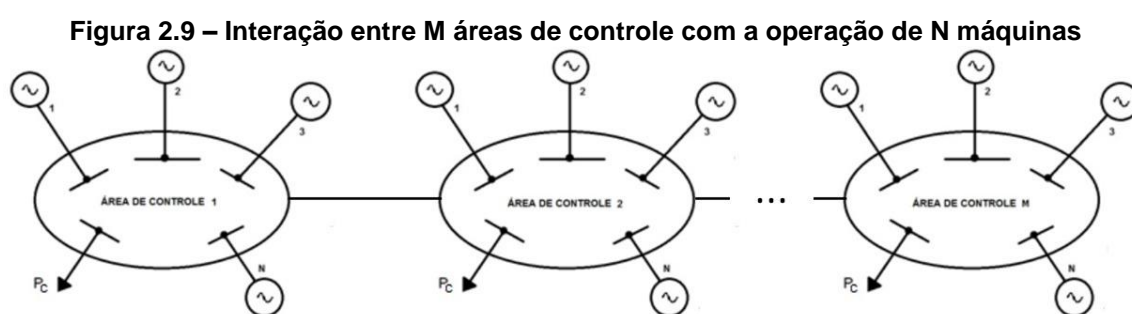 Figura 2.9 – Interação entre M áreas de controle com a operação de N máquinas
1
2
3
ÁREA DE CONTROLE 1
N
PC
1
2
3
ÁREA DE CONTROLE 2
...
N
PC
1
2
3
ÁREA DE CONTROLE M
N
PC